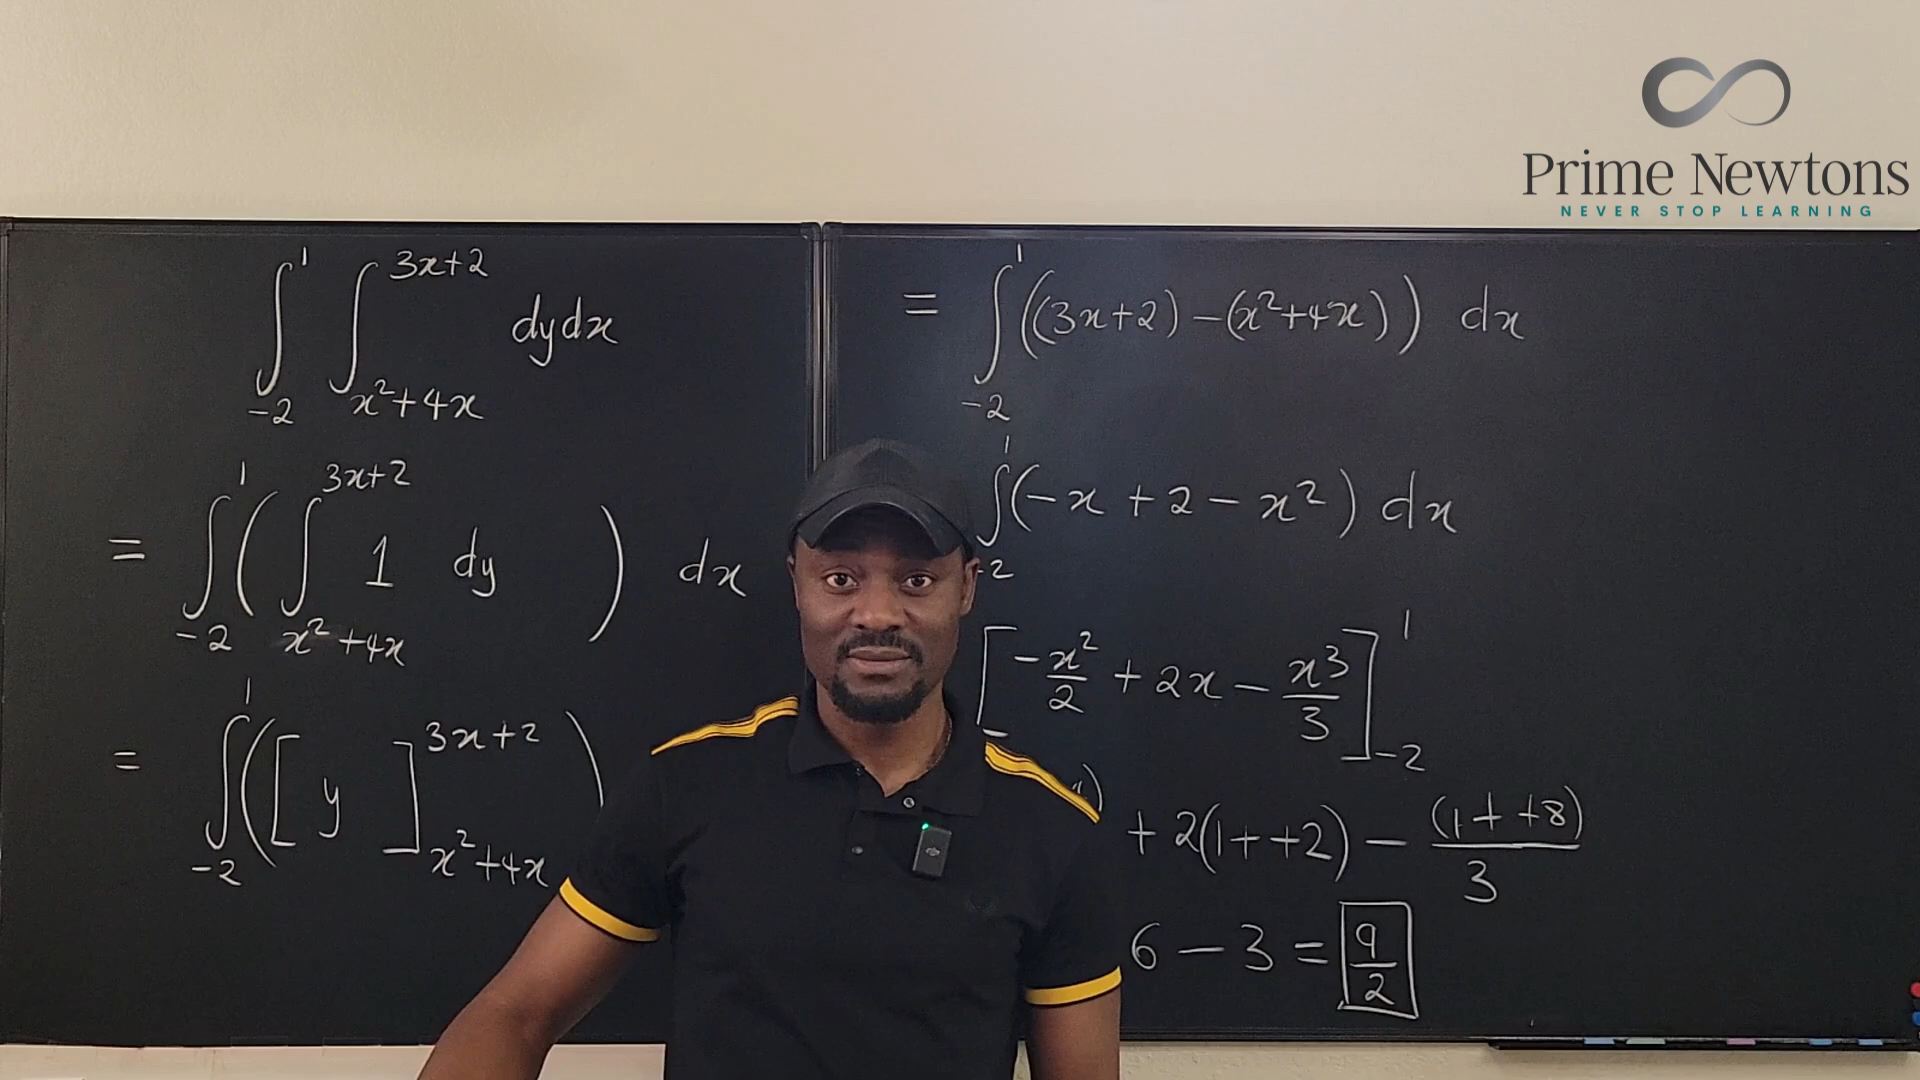 Prime Newtons
NEVER STOP LEARNING
∫_{-2}^{1} ∫_{x²+4x}^{3x+2} dydx
= ∫_{-2}^{1} ( ∫_{x²+4x}^{3x+2} 1 dy ) dx
= ∫_{-2}^{1} ( [ y ]_{x²+4x}^{3x+2} )
= ∫_{-2}^{1} ((3x+2) - (x²+4x)) dx
∫_{-2}^{1} (-x + 2 - x²) dx
[ -x²/2 + 2x - x³/3 ]_{-2}^{1}
) + 2(1 + +2) - (1 + +8)/3
6 - 3 = 9/2